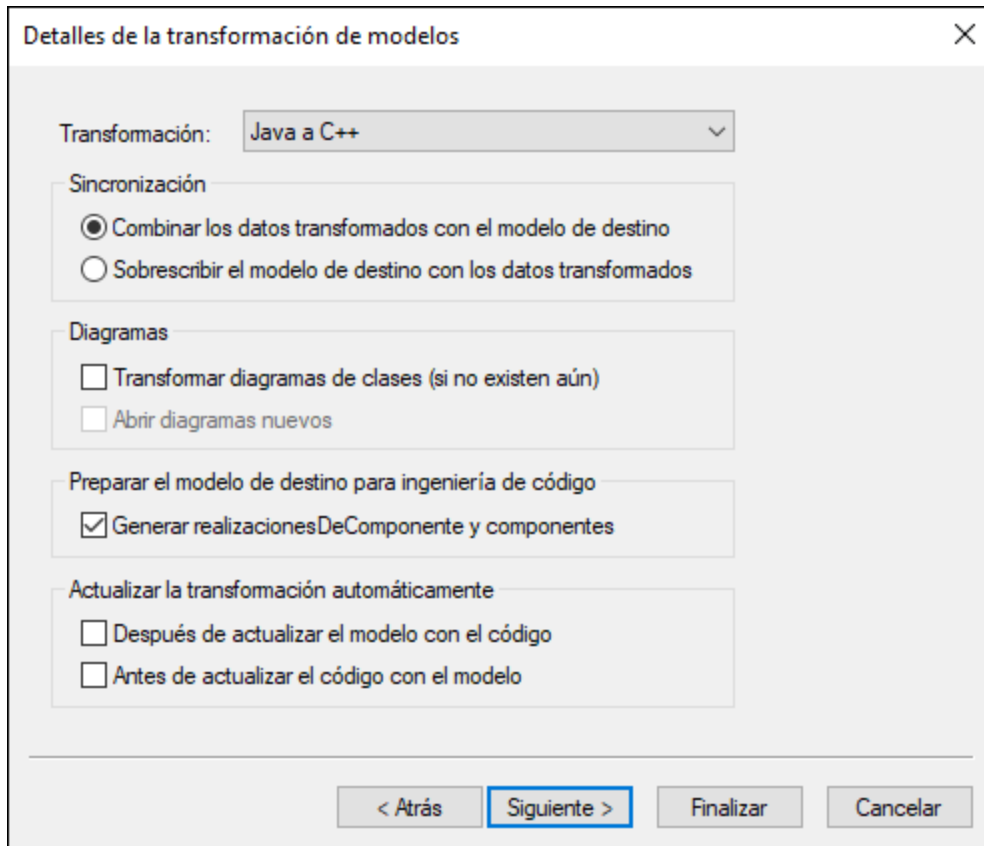 Detalles de la transformación de modelos
Transformación: Java a C++
Sincronización
Combinar los datos transformados con el modelo de destino
Sobrescribir el modelo de destino con los datos transformados
Diagramas
Transformar diagramas de clases (si no existen aún)
Abrir diagramas nuevos
Preparar el modelo de destino para ingeniería de código
Generar realizacionesDeComponente y componentes
Actualizar la transformación automáticamente
Después de actualizar el modelo con el código
Antes de actualizar el código con el modelo
< Atrás Siguiente > Finalizar Cancelar